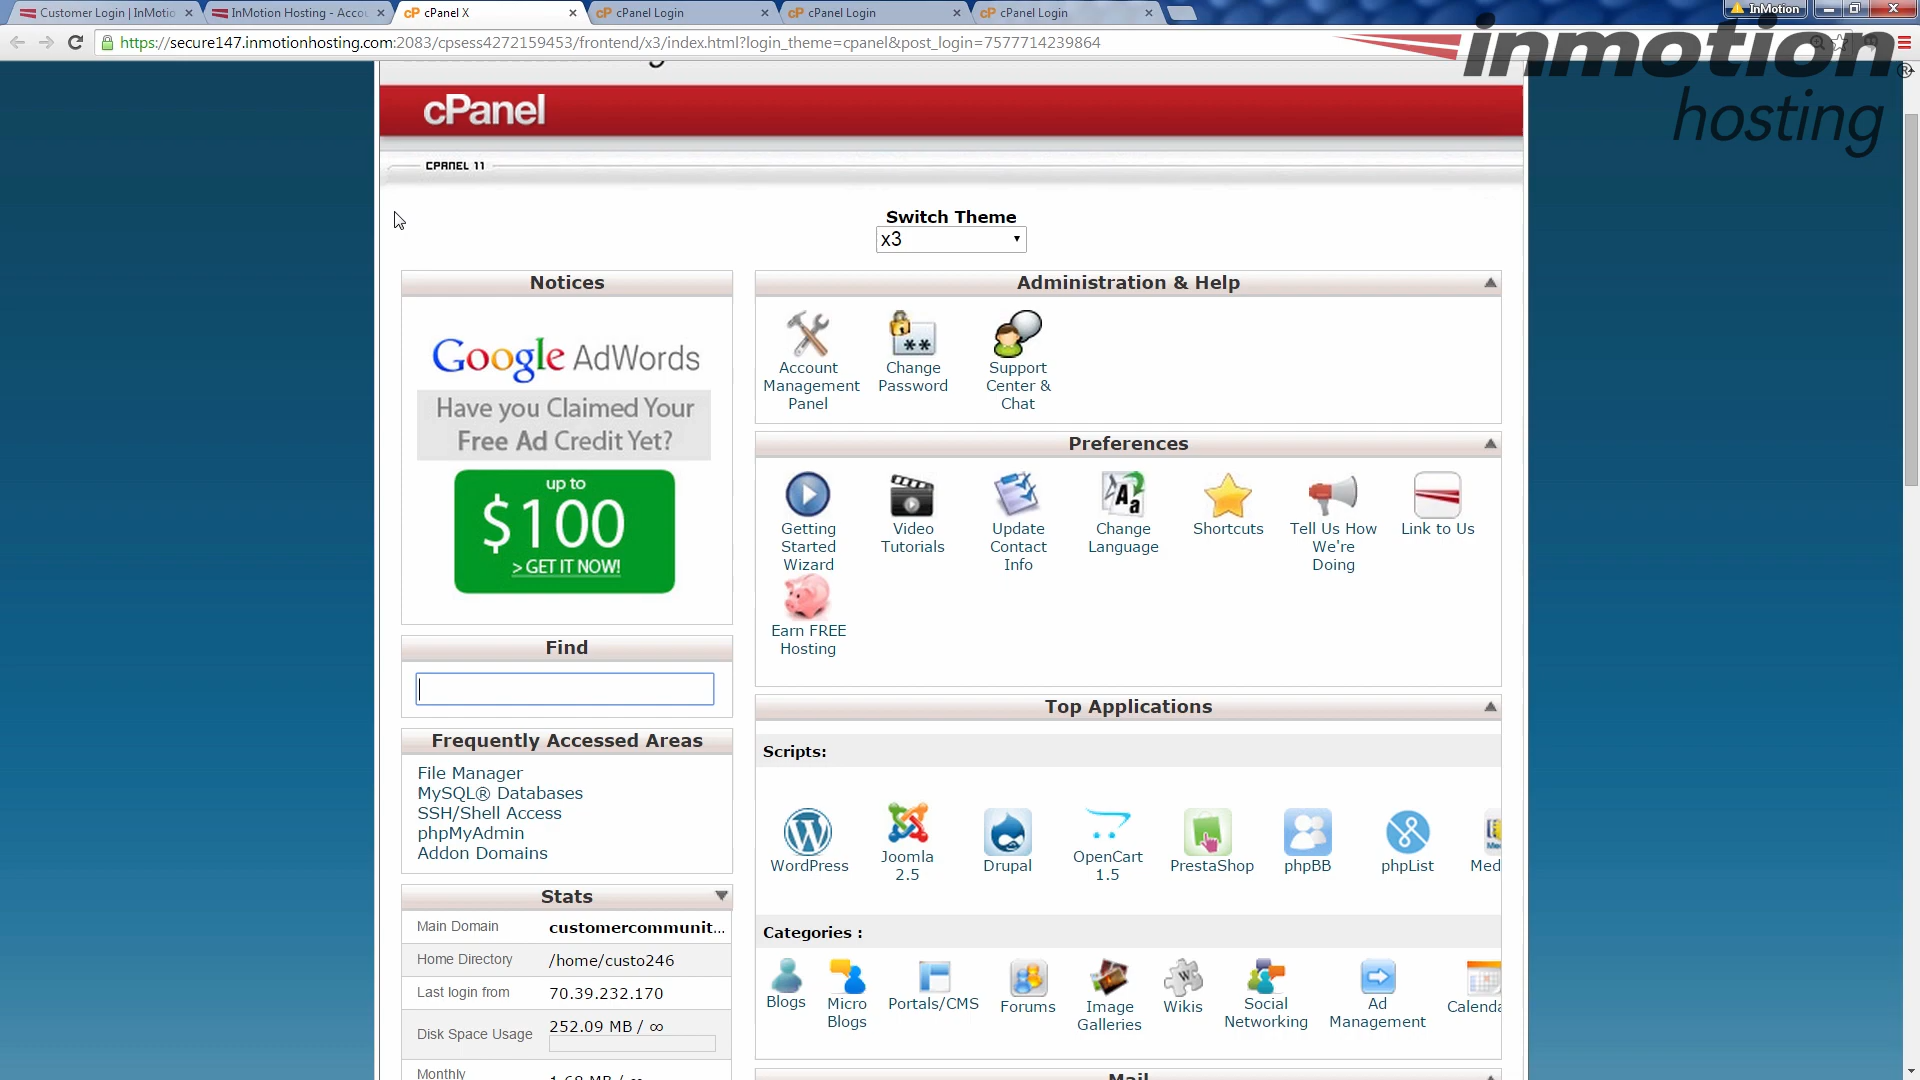 Customer Login | InMotio
InMotion Hosting - Accou
cPanel X
cPanel Login
cPanel Login
cPanel Login
InMotion
https://secure147.inmotionhosting.com:2083/cpsess4272159453/frontend/x3/index.html?login_theme=cpanel&post_login=7577714239864
inmotion
hosting
cPanel
CPANEL 11
Switch Theme
x3
Notices
Google AdWords
Have you Claimed Your
Free Ad Credit Yet?
up to
$100
> GET IT NOW!
Find
Frequently Accessed Areas
File Manager
MySQL® Databases
SSH/Shell Access
phpMyAdmin
Addon Domains
Stats
Main Domain customercommunit...
Home Directory /home/custo246
Last login from 70.39.232.170
Disk Space Usage 252.09 MB / ∞
Monthly
1.68 MB / ∞
Administration & Help
Account
Management
Panel
Change
Password
Support
Center &
Chat
Preferences
Getting
Started
Wizard
Video
Tutorials
Update
Contact
Info
Change
Language
Shortcuts
Tell Us How
We're
Doing
Link to Us
Earn FREE
Hosting
Top Applications
Scripts:
WordPress
Joomla
2.5
Drupal
OpenCart
1.5
PrestaShop
phpBB
phpList
Med
Categories :
Blogs
Micro
Blogs
Portals/CMS
Forums
Image
Galleries
Wikis
Social
Networking
Ad
Management
Calenda
Mail